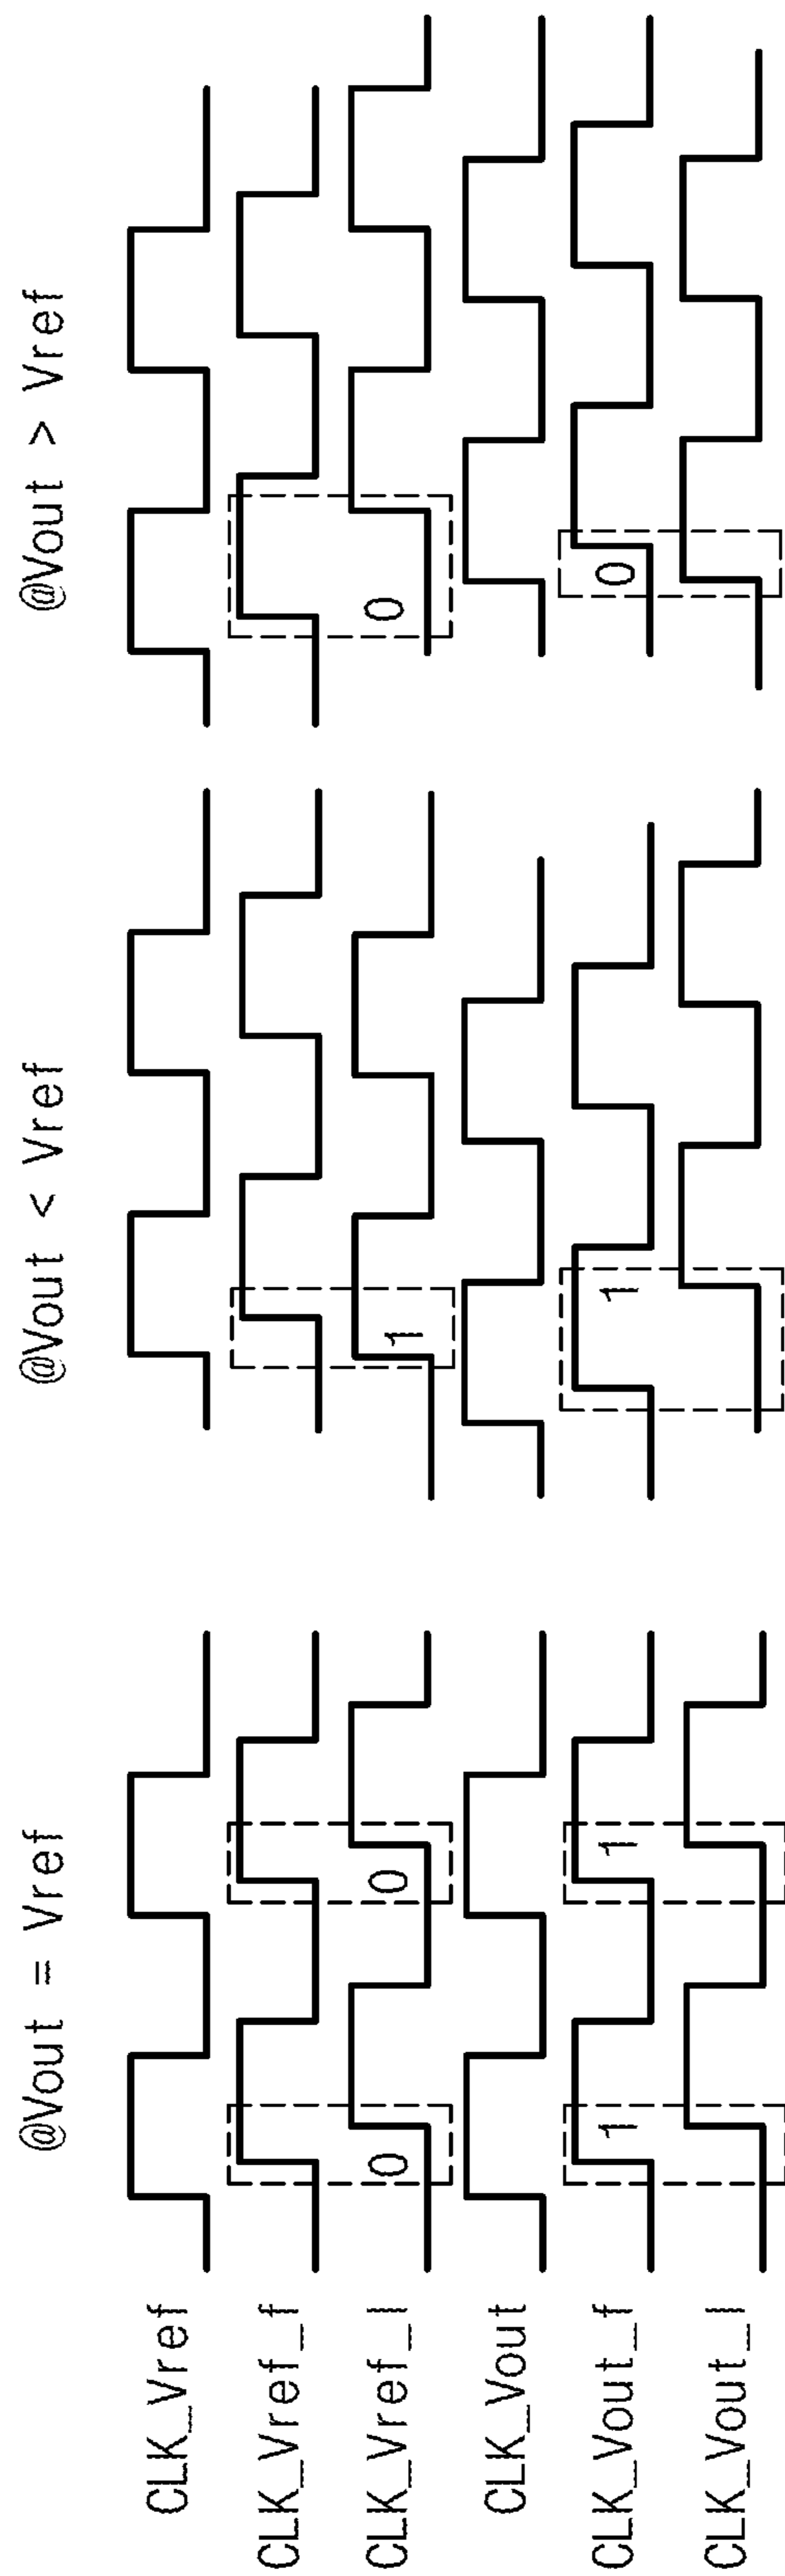 @Vout = Vref
@Vout < Vref
@Vout > Vref
CLK_Vref
CLK_Vref_f
CLK_Vref_l
0
0
1
0
CLK_Vout
CLK_Vout_f
1
1
1
0
CLK_Vout_l